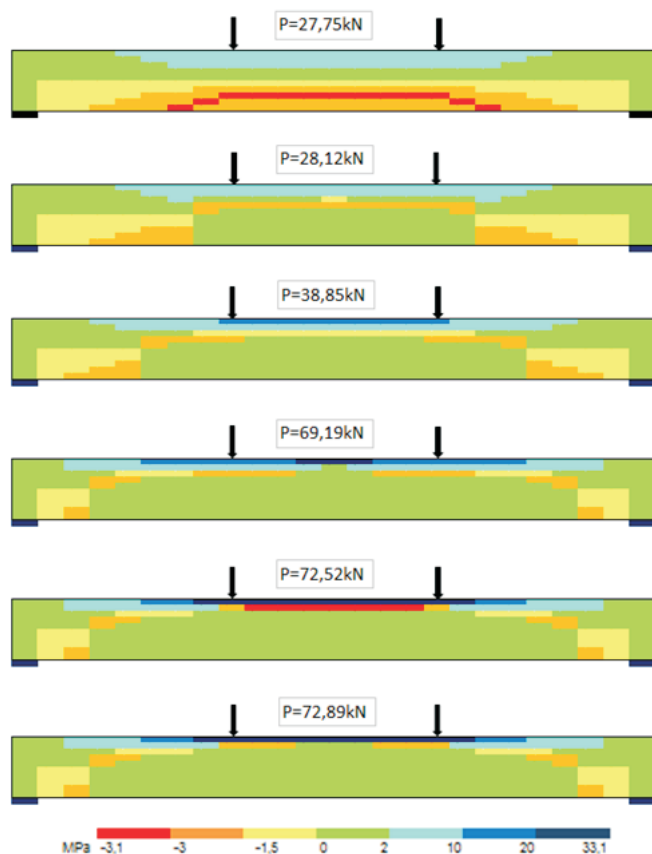 P=27,75kN
P=28,12kN
P=38,85kN
P=69,19kN
P=72,52kN
P=72,89kN
MPa -3,1 -3 -1,5 0 2 10 20 33,1